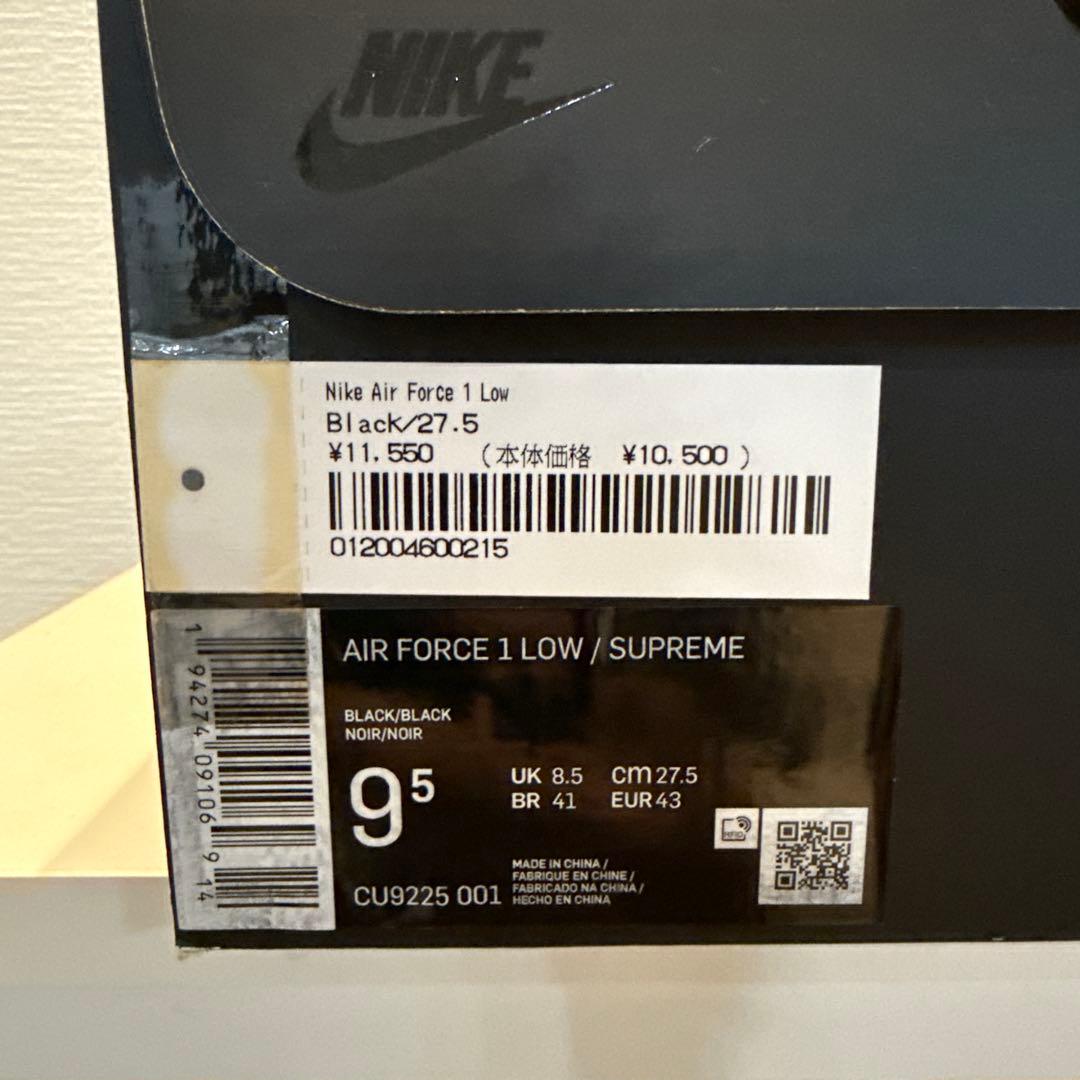 NIKE
Nike Air Force 1 Low
Black/27.5
¥11,550 (本体価格 ¥10,500 )
012004600215
1 94274 09106 9 14
AIR FORCE 1 LOW / SUPREME
BLACK/BLACK
NOIR/NOIR
9⁵
UK 8.5 cm 27.5
BR 41 EUR 43
RFID
CU9225 001
MADE IN CHINA /
FABRIQUE EN CHINE /
FABRICADO NA CHINA /
HECHO EN CHINA